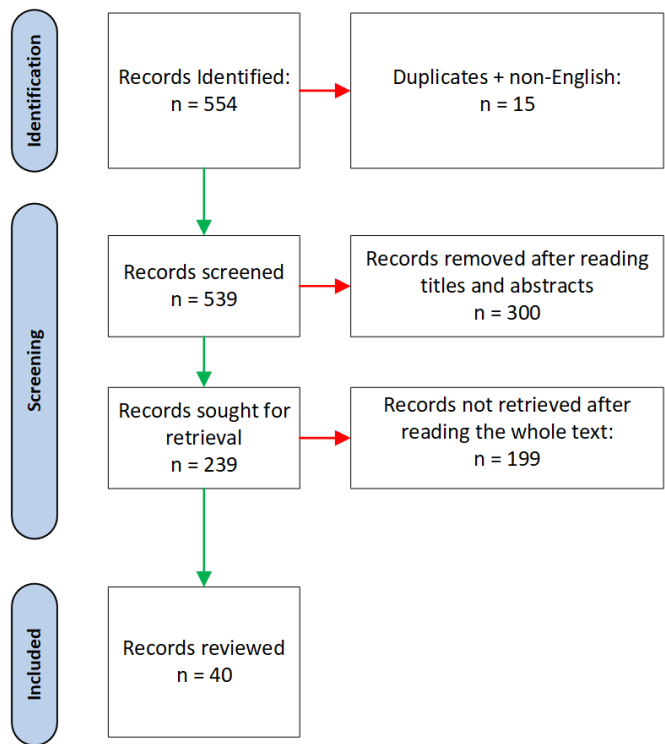 Identification
Records Identified:
n = 554
Duplicates + non-English:
n = 15
Screening
Records screened
n = 539
Records removed after reading
titles and abstracts
n = 300
Records sought for
retrieval
n = 239
Records not retrieved after
reading the whole text:
n = 199
Included
Records reviewed
n = 40